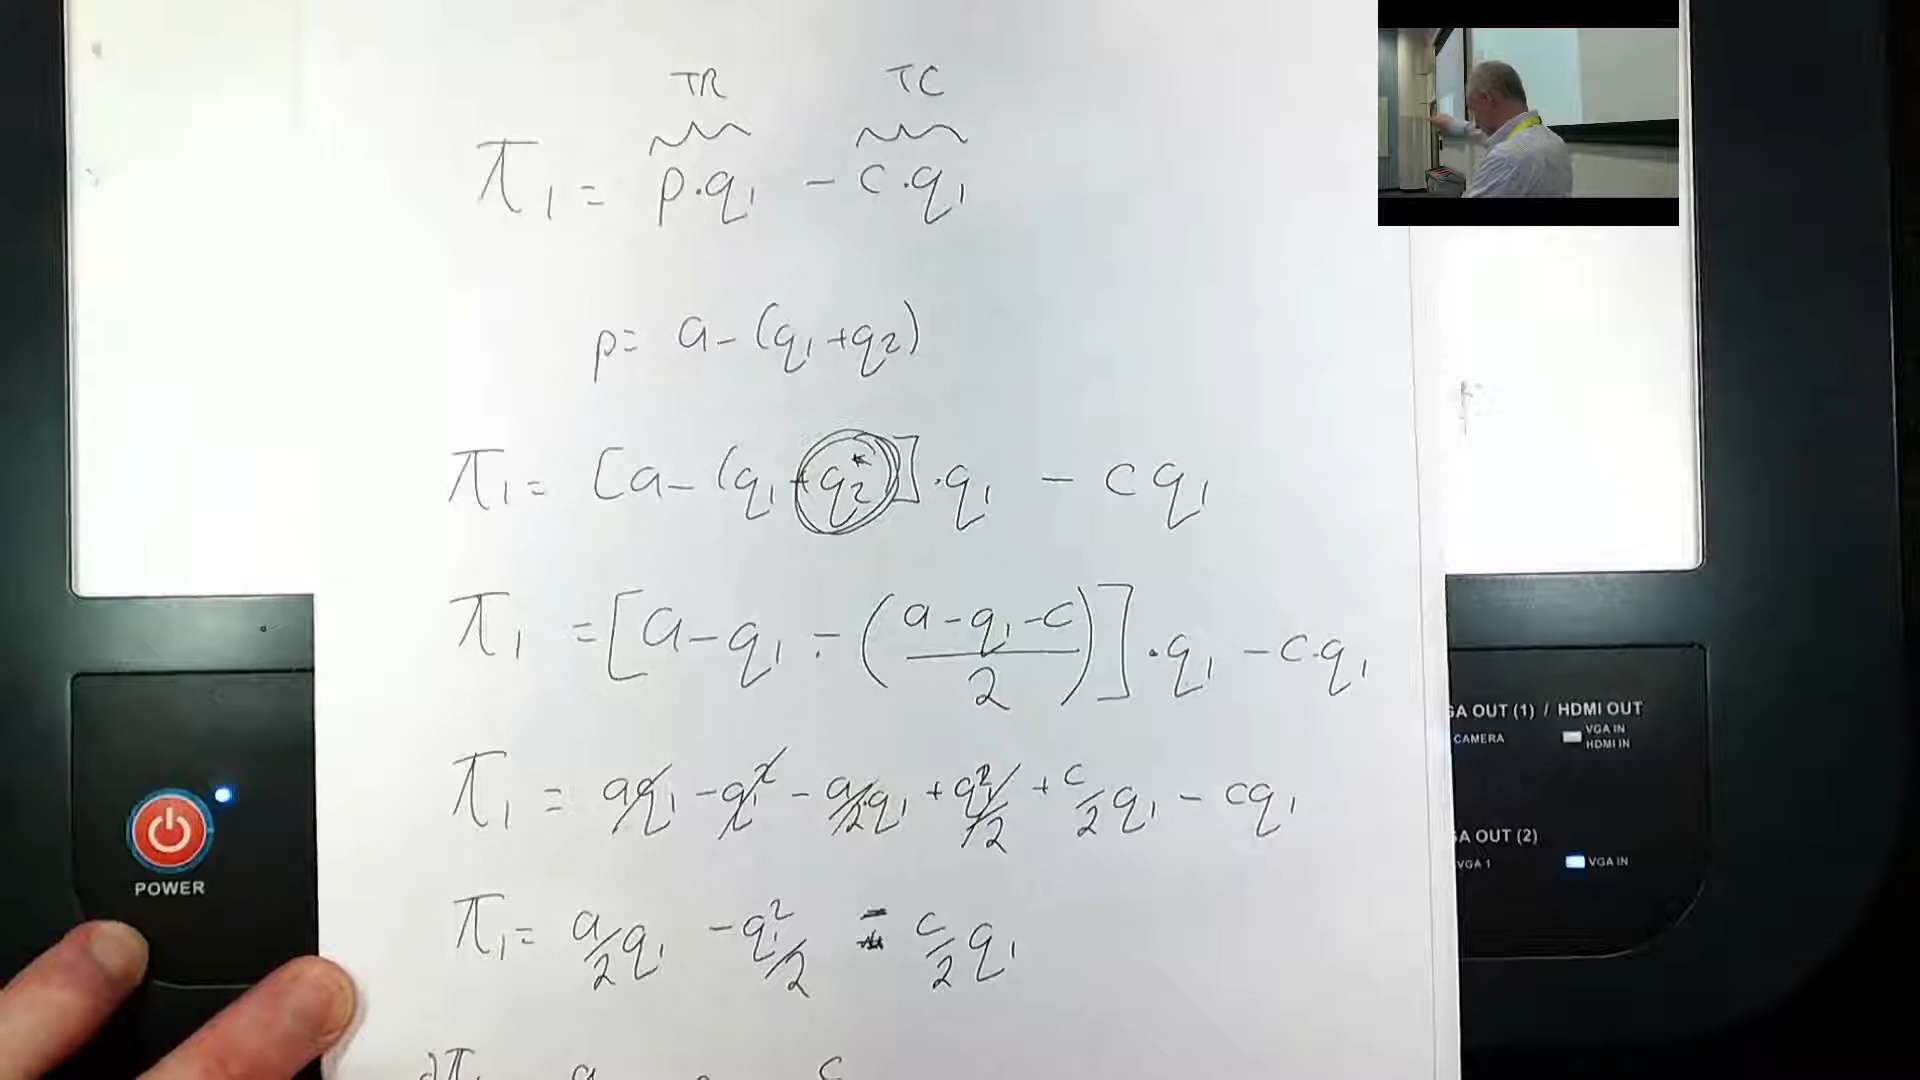 TR TC
π₁ = p·q₁ - c·q₁
p = a - (q₁ + q₂)
π₁ = [a - (q₁ + q₂*] · q₁ - cq₁
π₁ = [a - q₁ - (a - q₁ - c / 2)] · q₁ - c·q₁
π₁ = aq₁ - q₁² - a/2 q₁ + q₁²/2 + c/2 q₁ - cq₁
π₁ = a/2 q₁ - q₁²/2 - c/2 q₁
POWER
GA OUT (1) / HDMI OUT
CAMERA
VGA IN
HDMI IN
GA OUT (2)
VGA 1
VGA IN